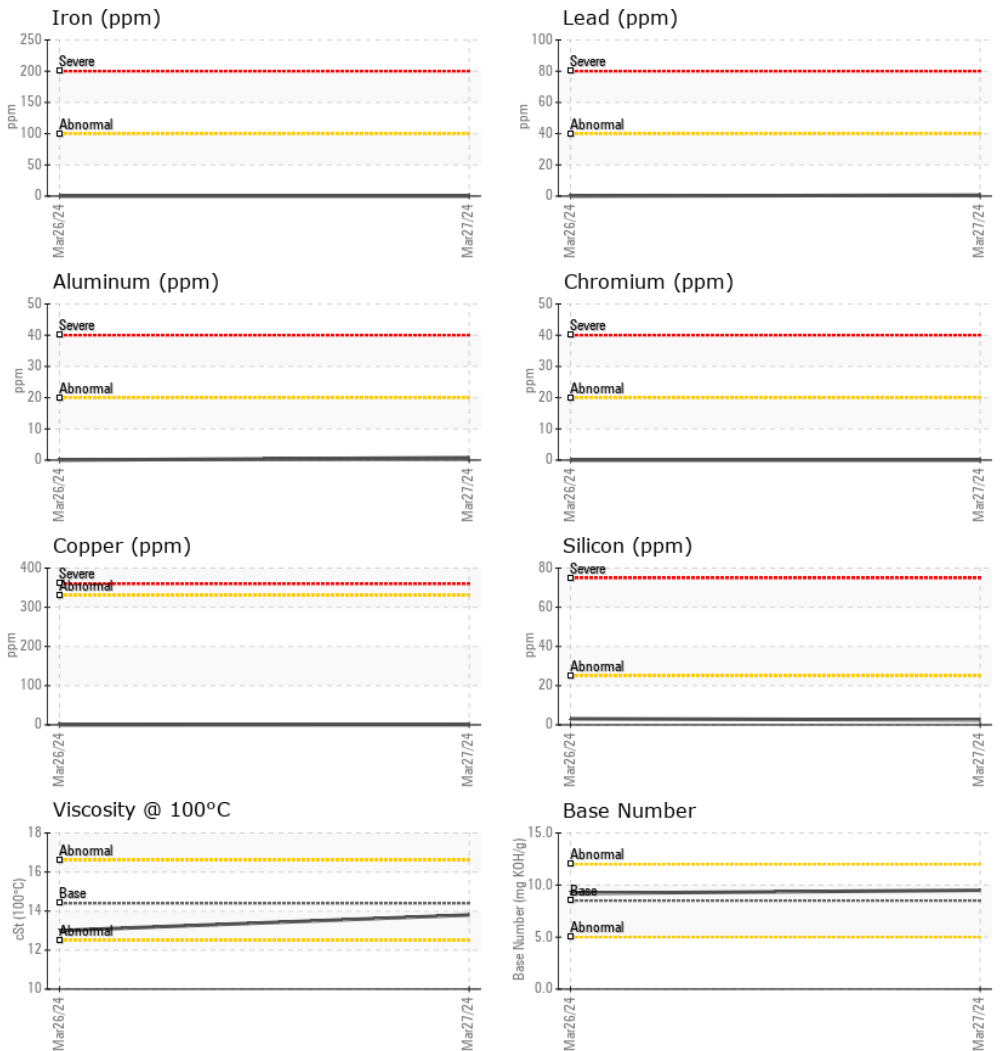 Iron (ppm)
250
200
150
100
50
0
ppm
Severe
Abnormal
Mar26/24
Mar27/24
Lead (ppm)
100
80
60
40
20
0
ppm
Severe
Abnormal
Mar26/24
Mar27/24
Aluminum (ppm)
50
40
30
20
10
0
ppm
Severe
Abnormal
Mar26/24
Mar27/24
Chromium (ppm)
50
40
30
20
10
0
ppm
Severe
Abnormal
Mar26/24
Mar27/24
Copper (ppm)
400
300
200
100
0
ppm
Severe
Abnormal
Mar26/24
Mar27/24
Silicon (ppm)
80
60
40
20
0
ppm
Severe
Abnormal
Mar26/24
Mar27/24
Viscosity @ 100°C
18
16
14
12
10
cSt (100°C)
Abnormal
Base
Abnormal
Mar26/24
Mar27/24
Base Number
15.0
10.0
5.0
0.0
Base Number (mg KOH/g)
Abnormal
Base
Abnormal
Mar26/24
Mar27/24